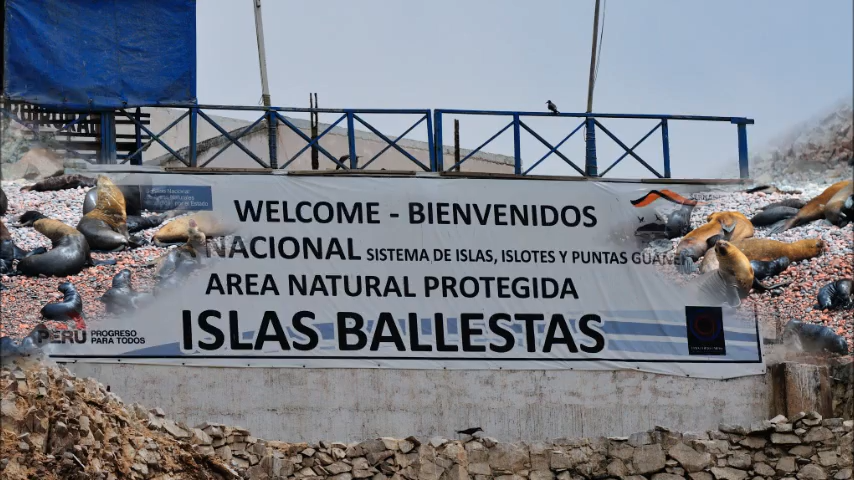 WELCOME - BIENVENIDOS
NACIONAL SISTEMA DE ISLAS, ISLOTES Y PUNTAS GUANE
AREA NATURAL PROTEGIDA
ISLAS BALLESTAS
PERU PROGRESO
PARA TODOS